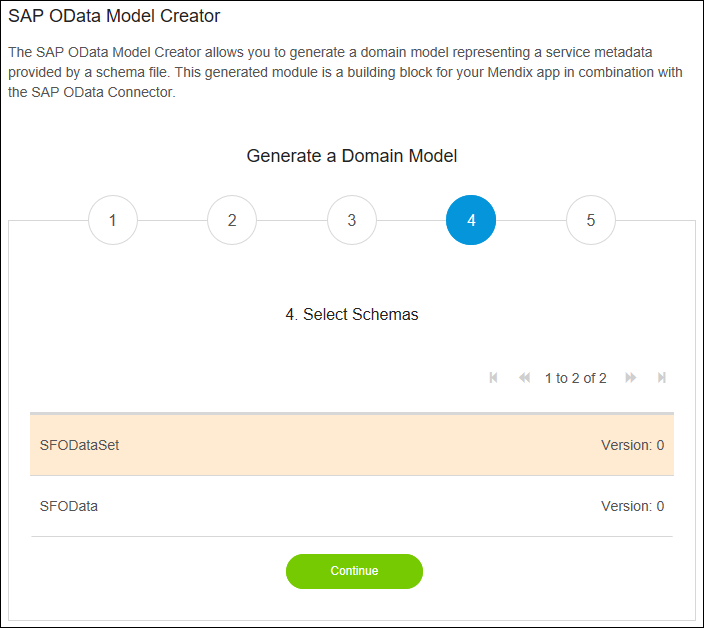 SAP OData Model Creator
The SAP OData Model Creator allows you to generate a domain model representing a service metadata
provided by a schema file. This generated module is a building block for your Mendix app in combination with
the SAP OData Connector.
Generate a Domain Model
1 2 3 4 5
4. Select Schemas
1 to 2 of 2
SFODataSet Version: 0
SFOData Version: 0
Continue